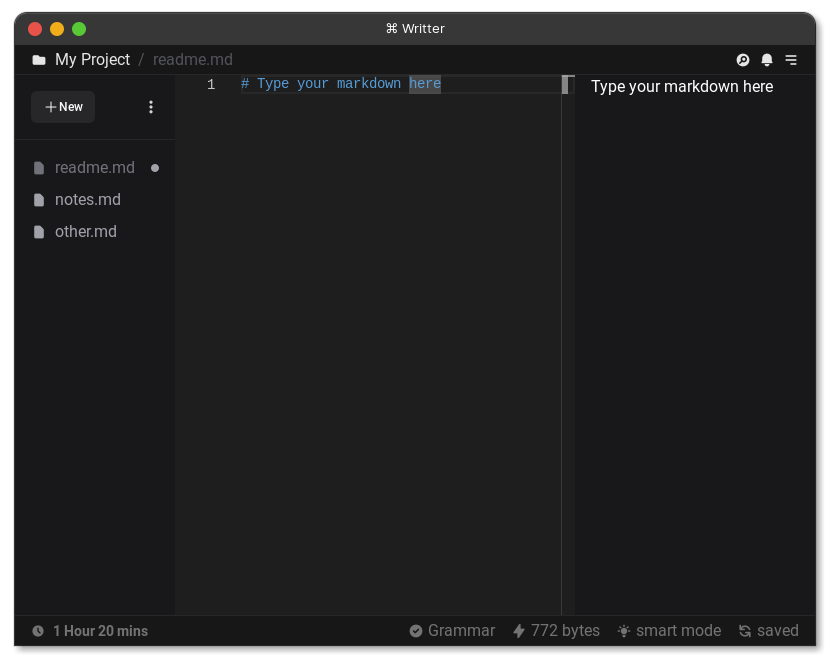 ⌘ Writter
My Project / readme.md
+ New
readme.md
notes.md
other.md
1 # Type your markdown here
Type your markdown here
1 Hour 20 mins
Grammar 772 bytes smart mode saved